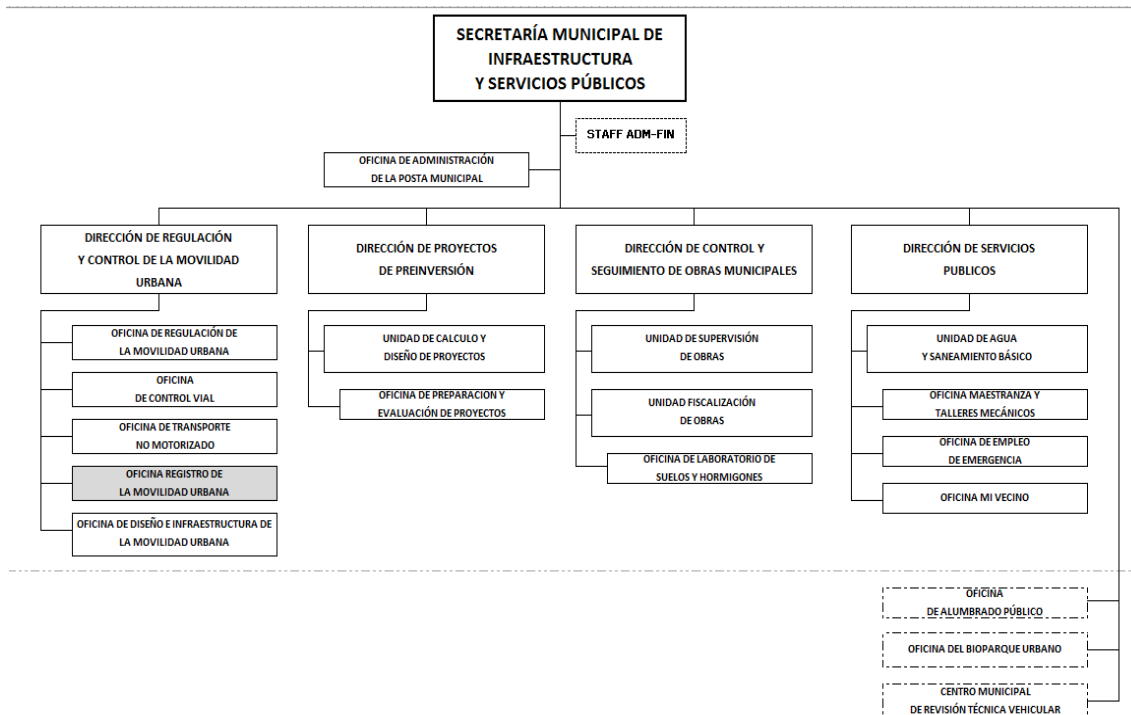 SECRETARÍA MUNICIPAL DE
INFRAESTRUCTURA
Y SERVICIOS PÚBLICOS
STAFF ADM-FIN
OFICINA DE ADMINISTRACIÓN
DE LA POSTA MUNICIPAL
DIRECCIÓN DE REGULACIÓN
Y CONTROL DE LA MOVILIDAD
URBANA
OFICINA DE REGULACIÓN DE
LA MOVILIDAD URBANA
OFICINA
DE CONTROL VIAL
OFICINA DE TRANSPORTE
NO MOTORIZADO
OFICINA REGISTRO DE
LA MOVILIDAD URBANA
OFICINA DE DISEÑO E INFRAESTRUCTURA DE
LA MOVILIDAD URBANA
DIRECCIÓN DE PROYECTOS
DE PREINVERSIÓN
UNIDAD DE CALCULO Y
DISEÑO DE PROYECTOS
OFICINA DE PREPARACION Y
EVALUACIÓN DE PROYECTOS
DIRECCIÓN DE CONTROL Y
SEGUIMIENTO DE OBRAS MUNICIPALES
UNIDAD DE SUPERVISIÓN
DE OBRAS
UNIDAD FISCALIZACIÓN
DE OBRAS
OFICINA DE LABORATORIO DE
SUELOS Y HORMIGONES
DIRECCIÓN DE SERVICIOS
PUBLICOS
UNIDAD DE AGUA
Y SANEAMIENTO BÁSICO
OFICINA MAESTRANZA Y
TALLERES MECÁNICOS
OFICINA DE EMPLEO
DE EMERGENCIA
OFICINA MI VECINO
OFICINA
DE ALUMBRADO PÚBLICO
OFICINA DEL BIOPARQUE URBANO
CENTRO MUNICIPAL
DE REVISIÓN TÉCNICA VEHICULAR